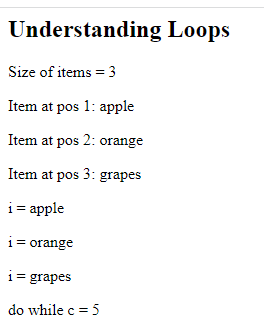 Understanding Loops
Size of items = 3
Item at pos 1: apple
Item at pos 2: orange
Item at pos 3: grapes
i = apple
i = orange
i = grapes
do while c = 5